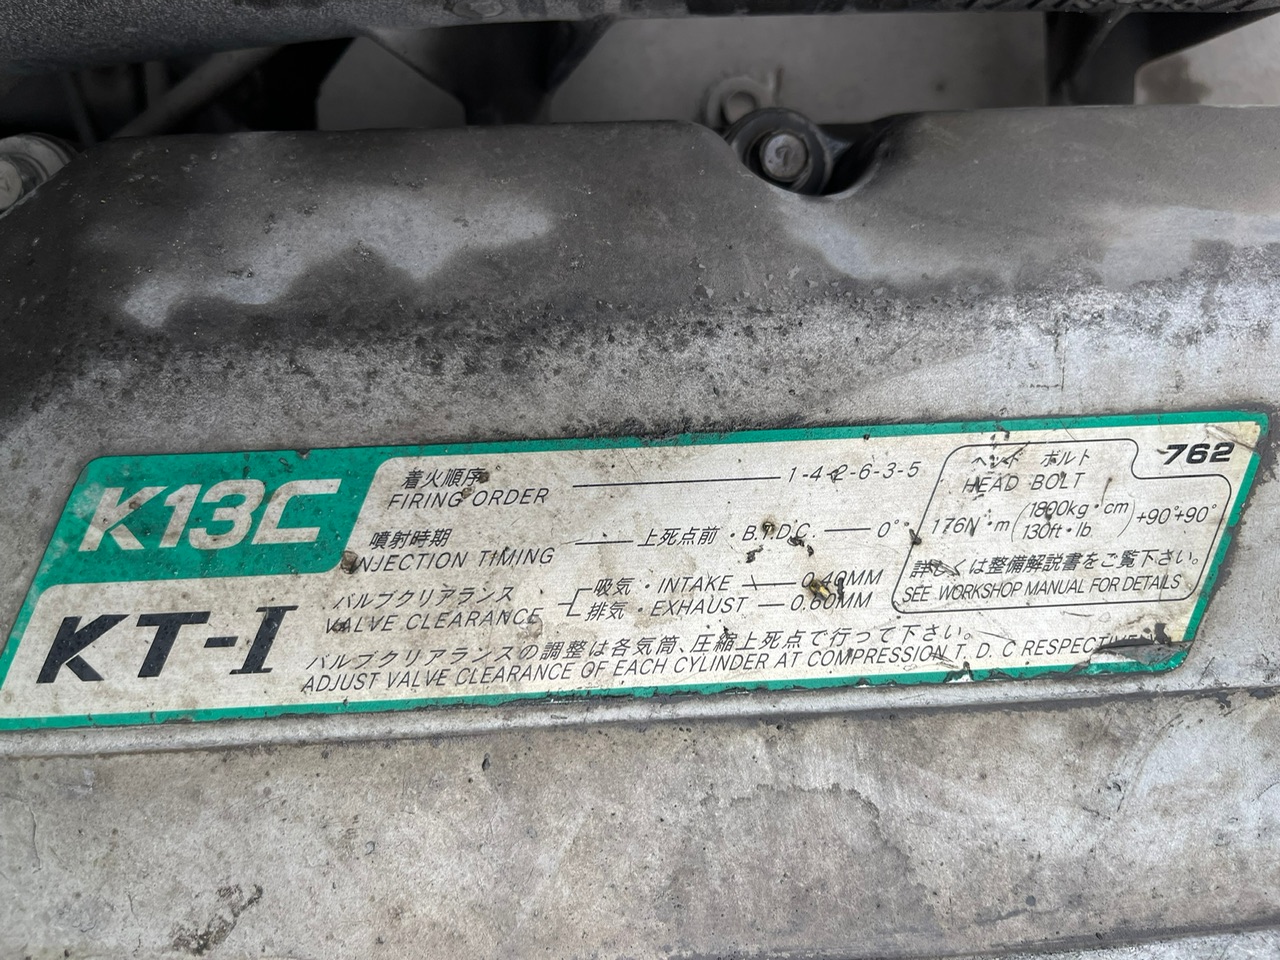 K13C
KT-I
着火順序
FIRING ORDER
1-4-2-6-3-5
噴射時期
INJECTION TIMING
上死点前・B.T.D.C. 0°
バルブクリアランス
VALVE CLEARANCE
吸気・INTAKE 0.40MM
排気・EXHAUST 0.60MM
バルブクリアランスの調整は各気筒、圧縮上死点で行って下さい。
ADJUST VALVE CLEARANCE OF EACH CYLINDER AT COMPRESSION T. D. C RESPECTIVELY
762
ヘッド ボルト
HEAD BOLT
176N・m (1800kg・cm
130ft・lb) +90°+90°
詳しくは整備解説書をご覧下さい。
SEE WORKSHOP MANUAL FOR DETAILS